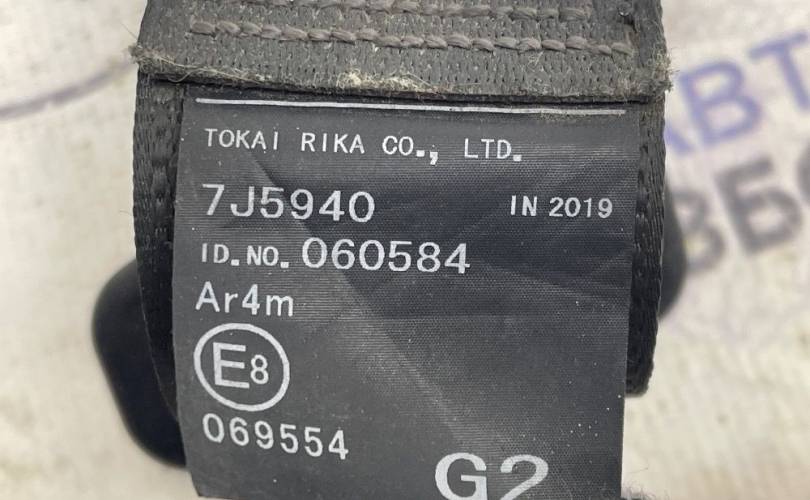 TOKAI RIKA CO., LTD.
7J5940 IN 2019
ID.NO. 060584
Ar4m
E8
069554
G2